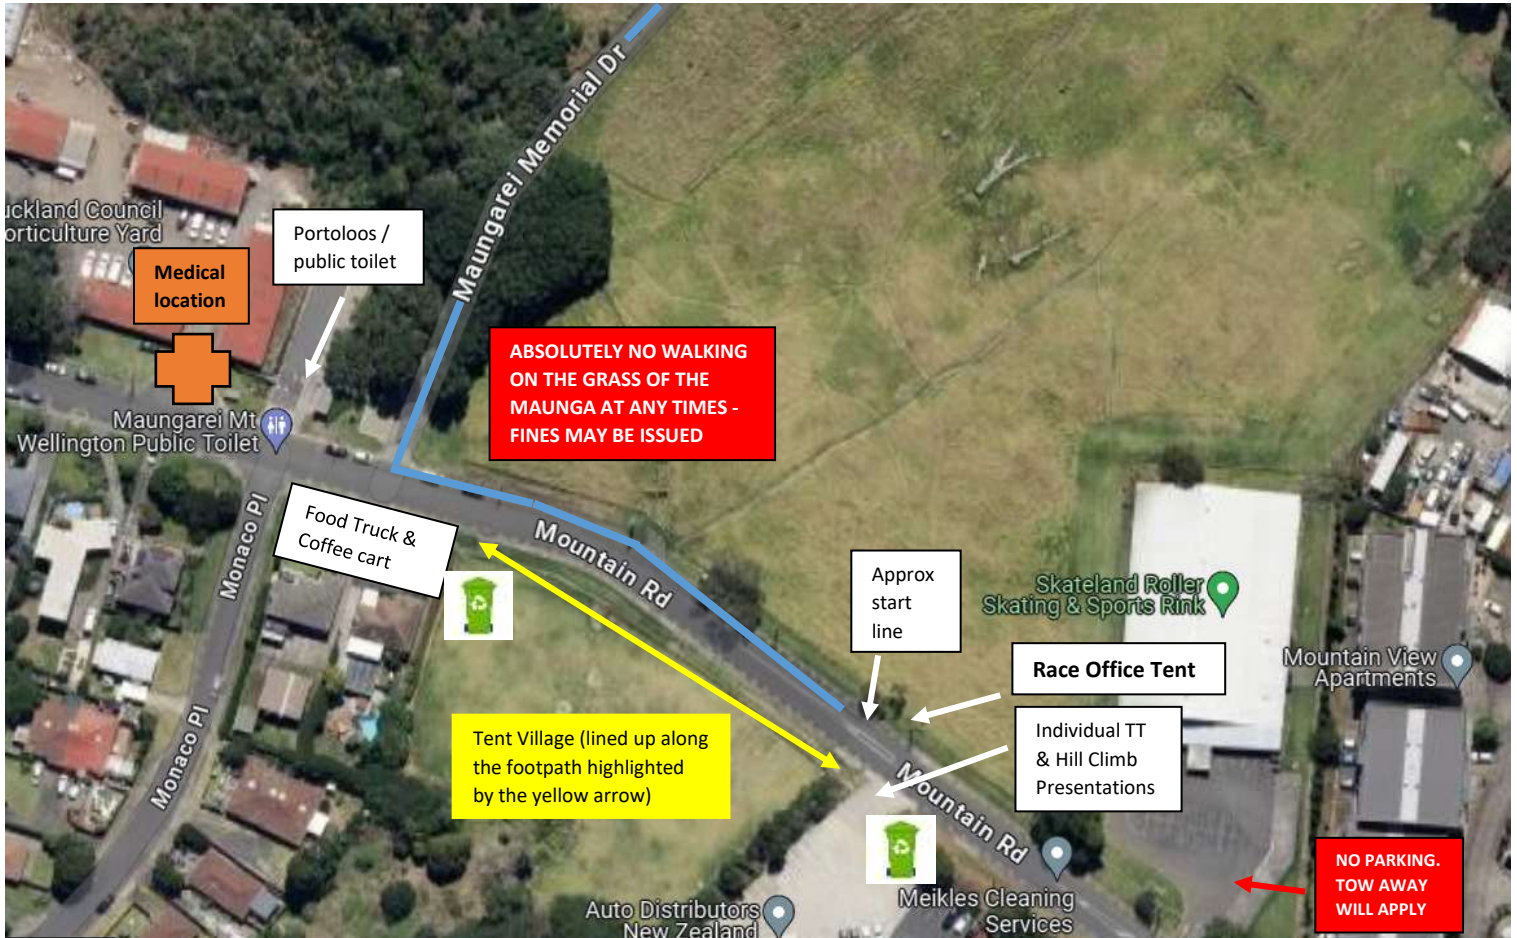 Maungarei Memorial Dr
uckland Council
orticulture Yard
Portoloos /
public toilet
Medical
location
ABSOLUTELY NO WALKING
ON THE GRASS OF THE
MAUNGA AT ANY TIMES -
FINES MAY BE ISSUED
Maungarei Mt
Wellington Public Toilet
Food Truck &
Coffee cart
Monaco Pl
Mountain Rd
Approx
start
line
Skateland Roller
Skating & Sports Rink
Race Office Tent
Mountain View
Apartments
Monaco Pl
Tent Village (lined up along
the footpath highlighted
by the yellow arrow)
Individual TT
& Hill Climb
Presentations
Mountain Rd
NO PARKING.
TOW AWAY
WILL APPLY
Auto Distributors
New Zealand
Meikles Cleaning
Services